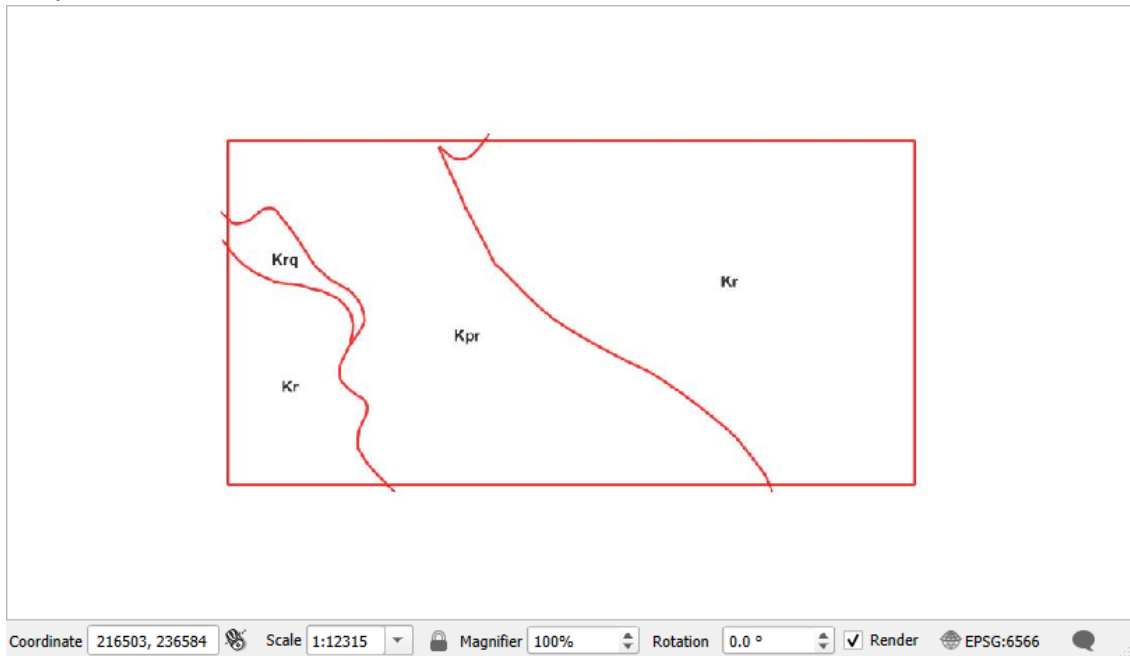 Krq
Kr
Kpr
Kr
Coordinate 216503, 236584 Scale 1:12315 Magnifier 100% Rotation 0.0 ° Render EPSG:6566